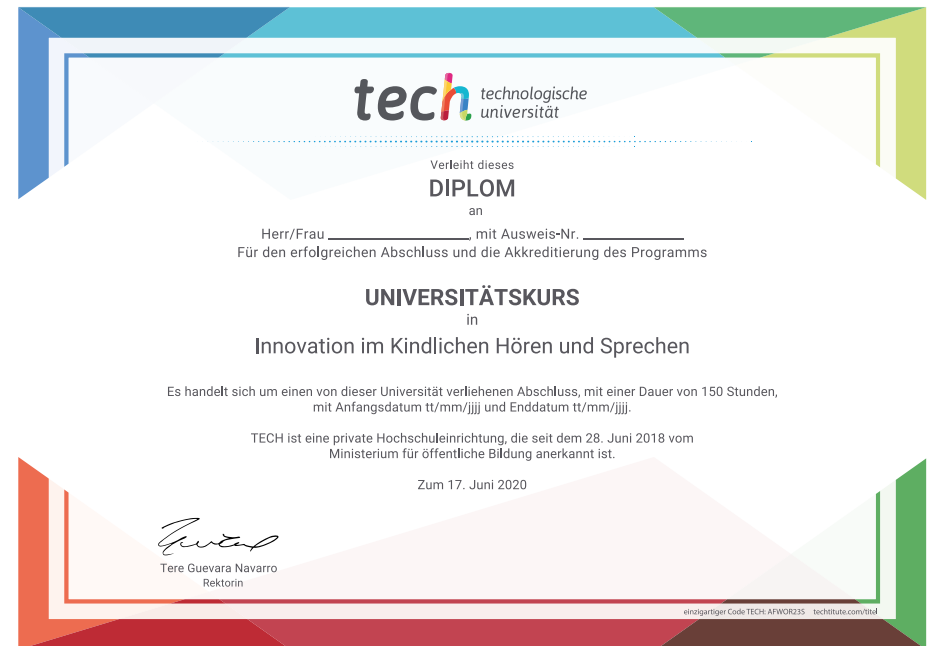 tech technologische
universität
Verleiht dieses
DIPLOM
an
Herr/Frau ____________, mit Ausweis-Nr. ____________
Für den erfolgreichen Abschluss und die Akkreditierung des Programms
UNIVERSITÄTSKURS
in
Innovation im Kindlichen Hören und Sprechen
Es handelt sich um einen von dieser Universität verliehenen Abschluss, mit einer Dauer von 150 Stunden,
mit Anfangsdatum tt/mm/jjjj und Enddatum tt/mm/jjjj.
TECH ist eine private Hochschuleinrichtung, die seit dem 28. Juni 2018 vom
Ministerium für öffentliche Bildung anerkannt ist.
Zum 17. Juni 2020
Tere Guevara Navarro
Rektorin
einzigartiger Code TECH: AFWOR23S techtitute.com/titel